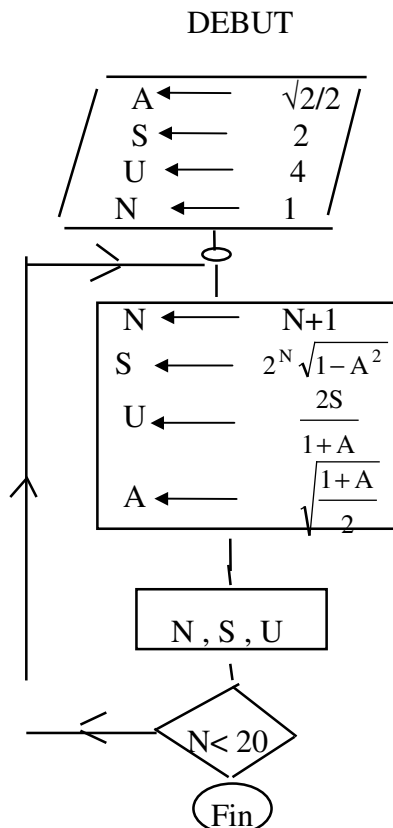 DEBUT
A ← √2/2
S ← 2
U ← 4
N ← 1
N ← N+1
S ← 2^N √(1−A²)
U ← 2S/(1+A)
A ← √((1+A)/2)
N , S , U
N< 20
Fin